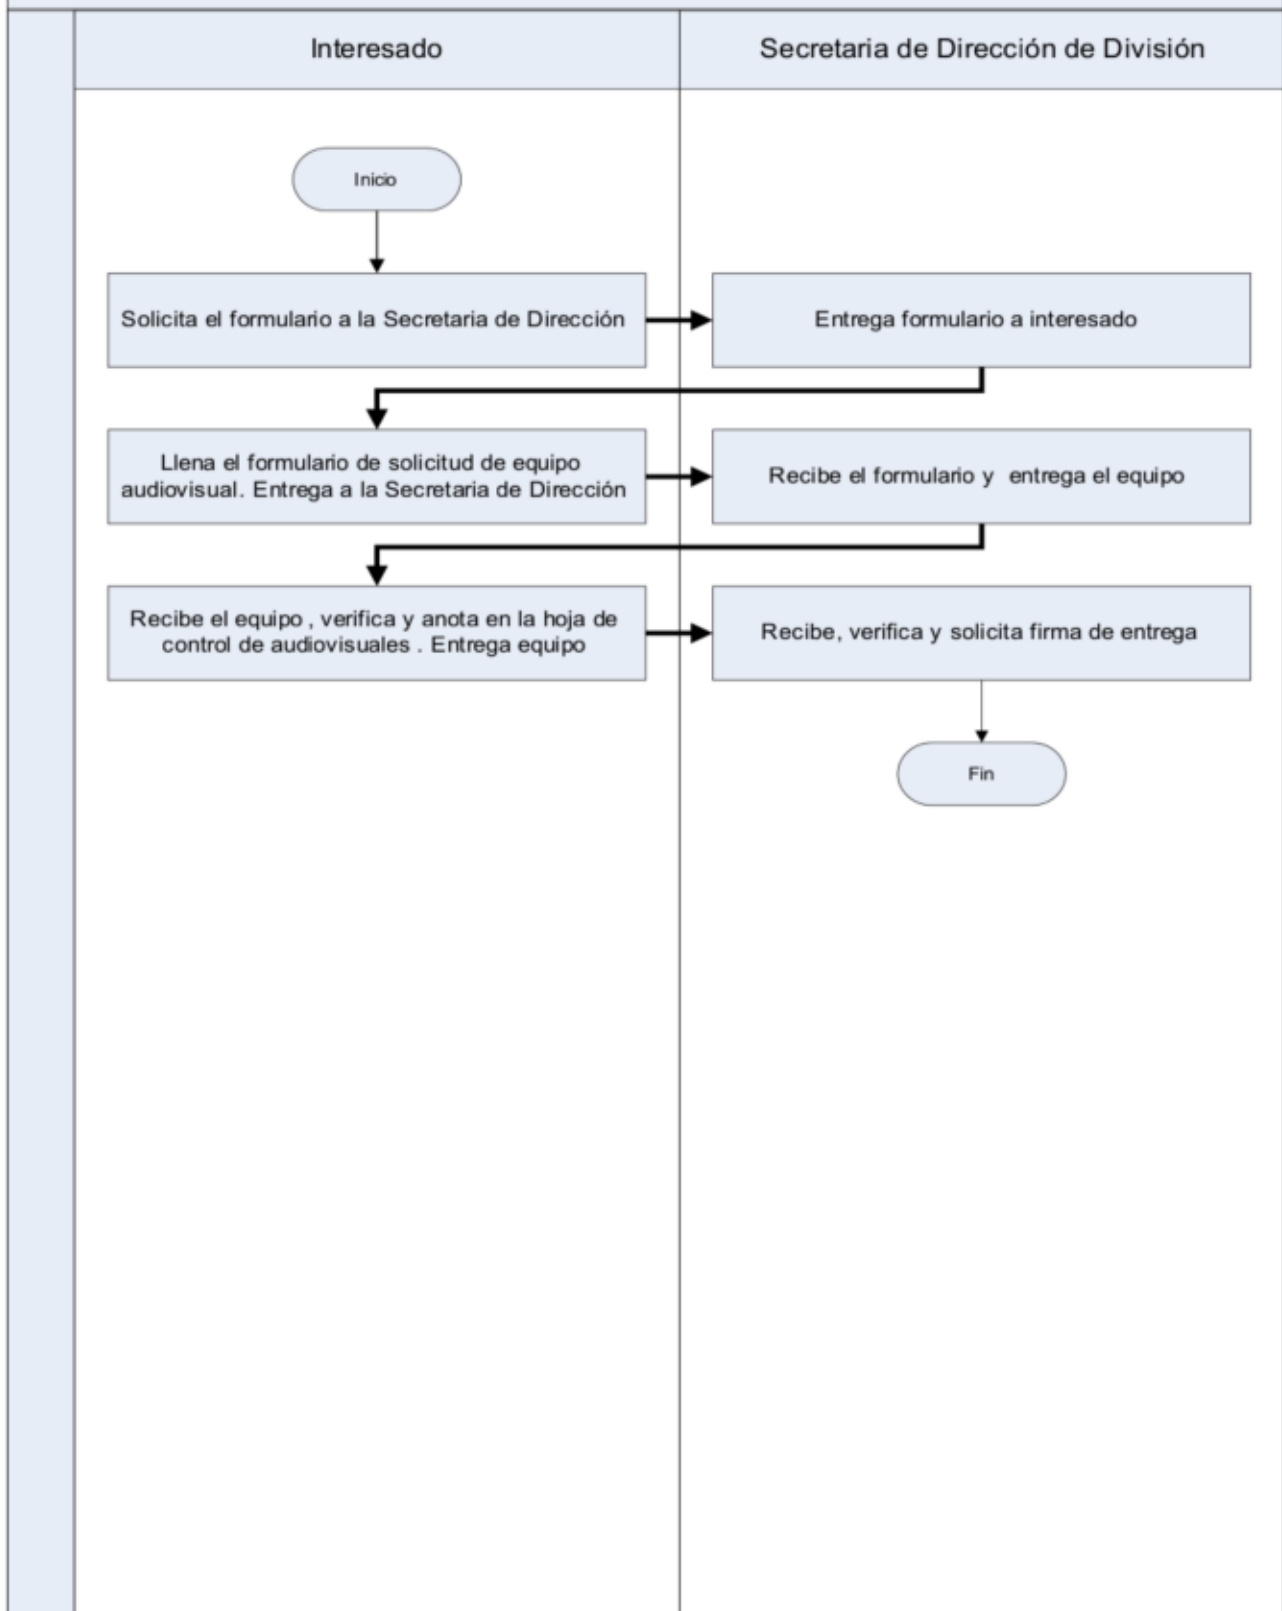 Interesado
Secretaria de Dirección de División
Inicio
Solicita el formulario a la Secretaria de Dirección
Entrega formulario a interesado
Llena el formulario de solicitud de equipo
audiovisual. Entrega a la Secretaria de Dirección
Recibe el formulario y  entrega el equipo
Recibe el equipo , verifica y anota en la hoja de
control de audiovisuales . Entrega equipo
Recibe, verifica y solicita firma de entrega
Fin